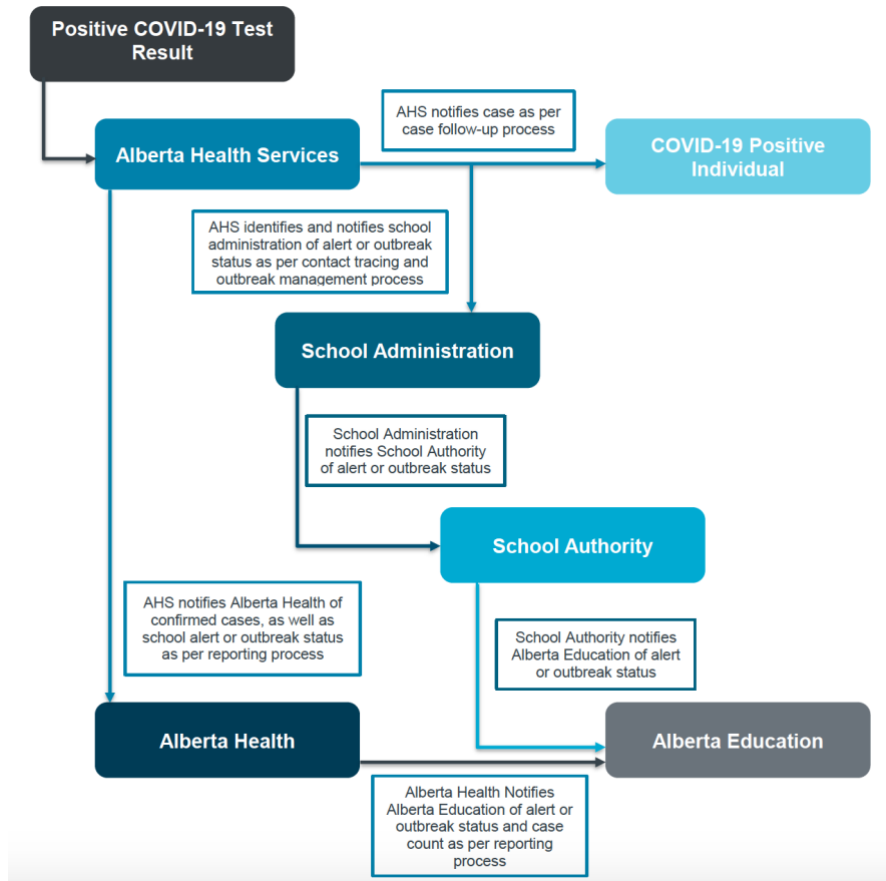 Positive COVID-19 Test
Result
AHS notifies case as per
case follow-up process
Alberta Health Services
COVID-19 Positive
Individual
AHS identifies and notifies school
administration of alert or outbreak
status as per contact tracing and
outbreak management process
School Administration
School Administration
notifies School Authority
of alert or outbreak status
School Authority
AHS notifies Alberta Health of
confirmed cases, as well as
school alert or outbreak status
as per reporting process
School Authority notifies
Alberta Education of alert
or outbreak status
Alberta Health
Alberta Education
Alberta Health Notifies
Alberta Education of alert or
outbreak status and case
count as per reporting
process